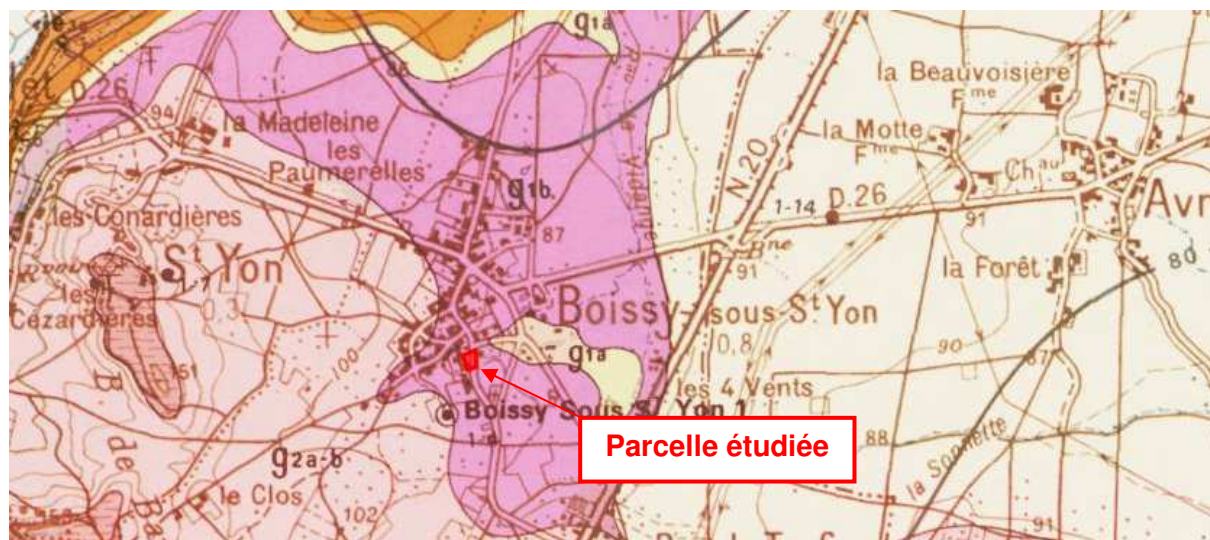 g1a
D.26
la Beauvoisière
Fme
94
la Madeleine
les
Paumerelles
la Motte
Fme
N.20
Chau
g1b
1-14
D.26
91
Avr
les Conardières
87
St Yon
91
la Forêt
80
les
Cézardières
0,3
Boissy-sous-St Yon
0,8
100
90
87
g1a
151
les 4 Vents
Boissy Sous St Yon 1
Parcelle étudiée
88
la Sonnette
g2a-b
le Clos
102
91